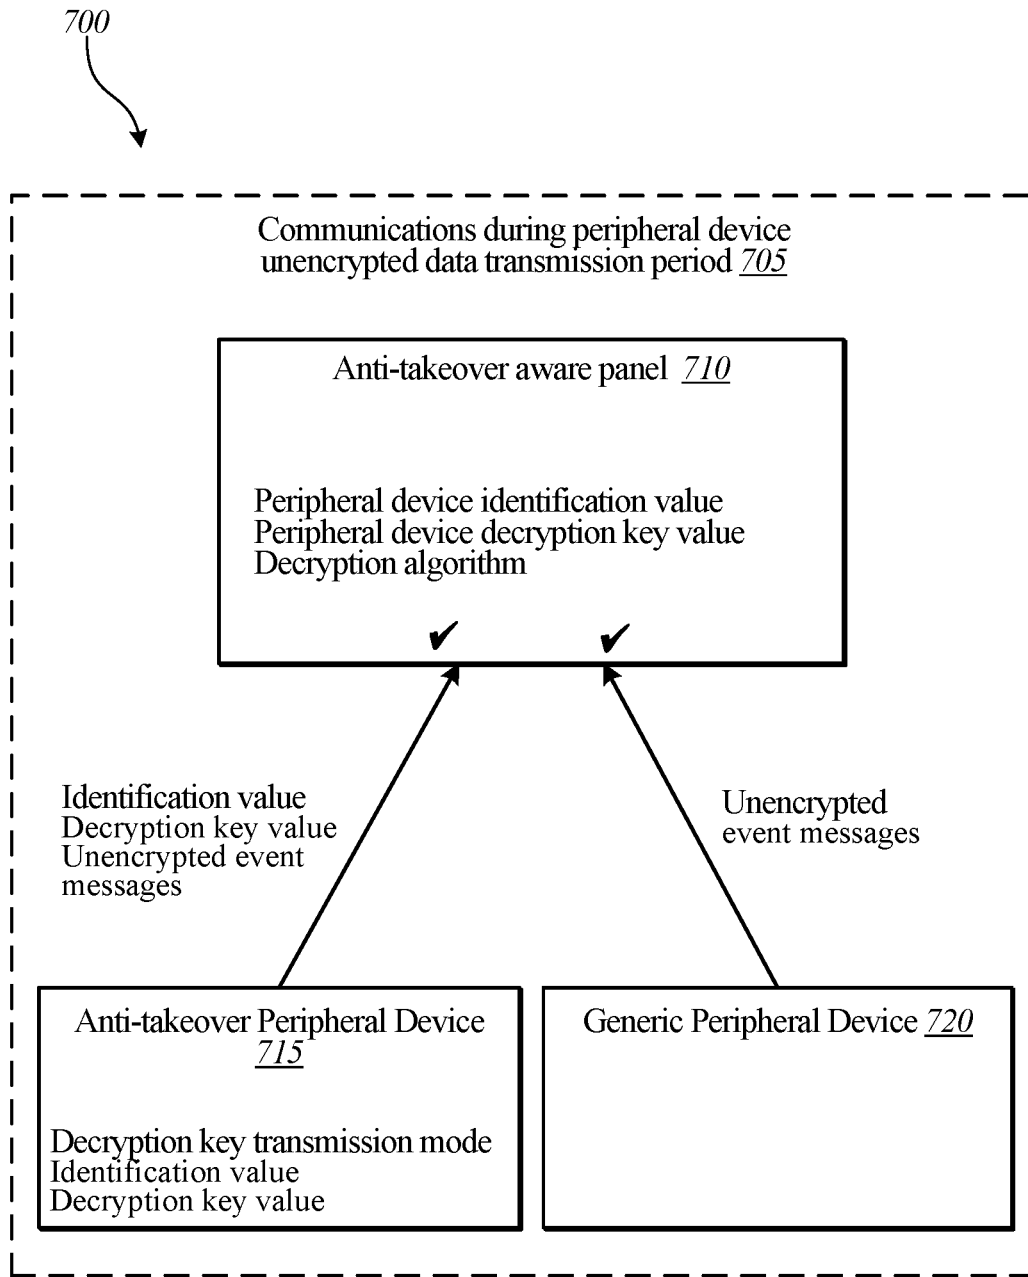 700
Communications during peripheral device
unencrypted data transmission period 705
Anti-takeover aware panel 710
Peripheral device identification value
Peripheral device decryption key value
Decryption algorithm
Identification value
Decryption key value
Unencrypted event
messages
Unencrypted
event messages
Anti-takeover Peripheral Device
715
Decryption key transmission mode
Identification value
Decryption key value
Generic Peripheral Device 720